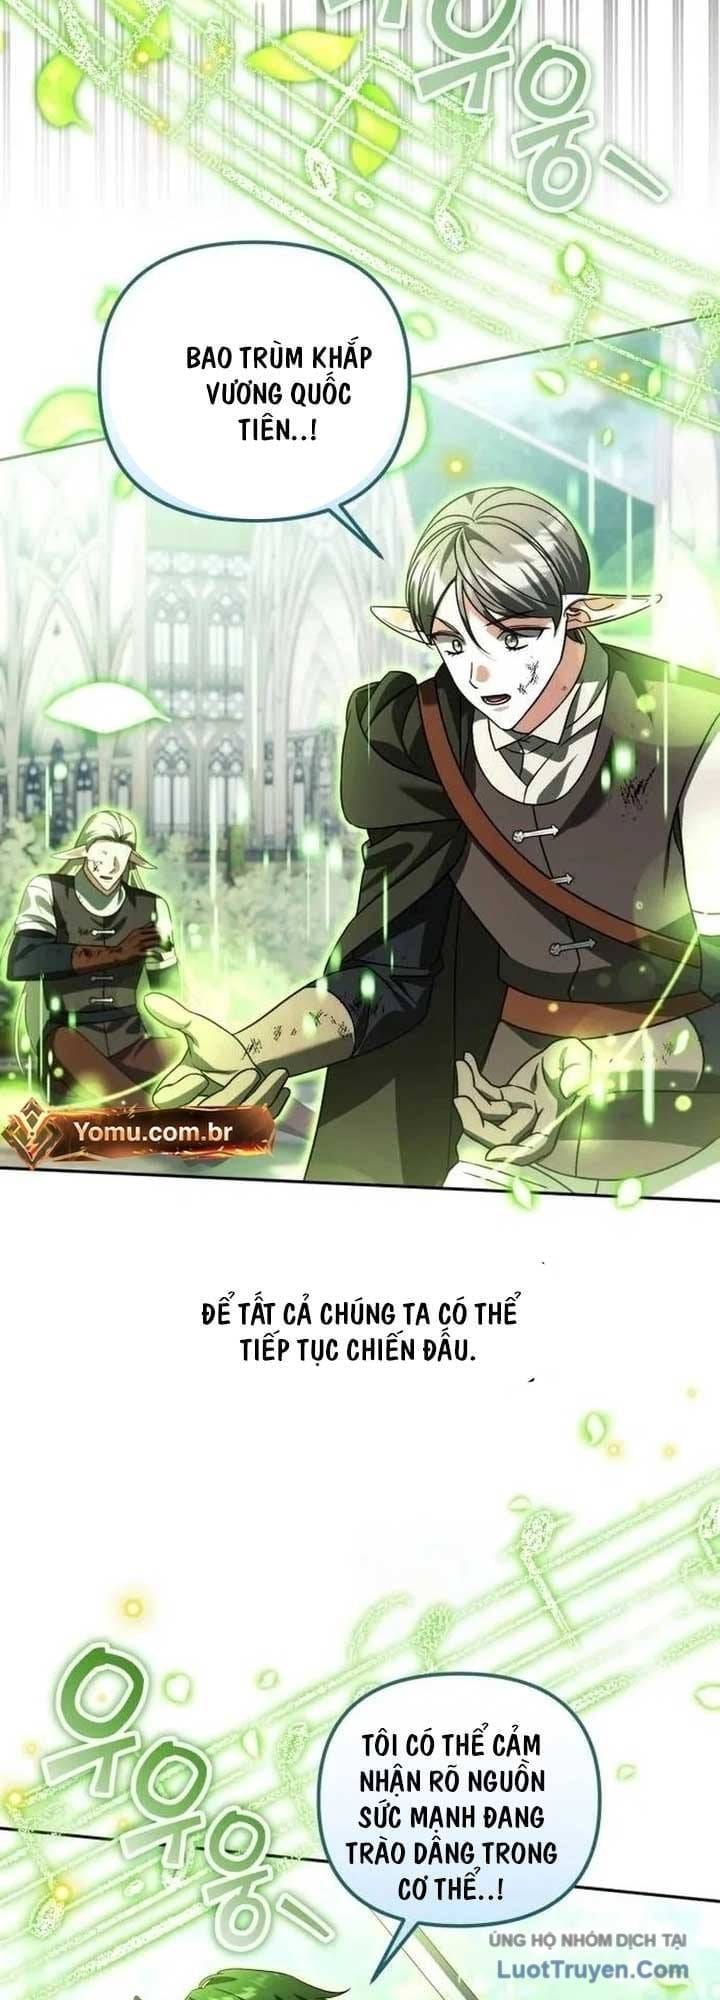 우우웅~
BAO TRÙM KHẮP
VƯƠNG QUỐC
TIÊN..!
Yomu.com.br
ĐỂ TẤT CẢ CHÚNG TA CÓ THỂ
TIẾP TỤC CHIẾN ĐẤU.
우우웅~
TÔI CÓ THỂ CẢM
NHẬN RÕ NGUỒN
SỨC MẠNH ĐANG
TRÀO DÂNG TRONG
CƠ THỂ..!
ỦNG HỘ NHÓM DỊCH TẠI
LuotTruyen.Com